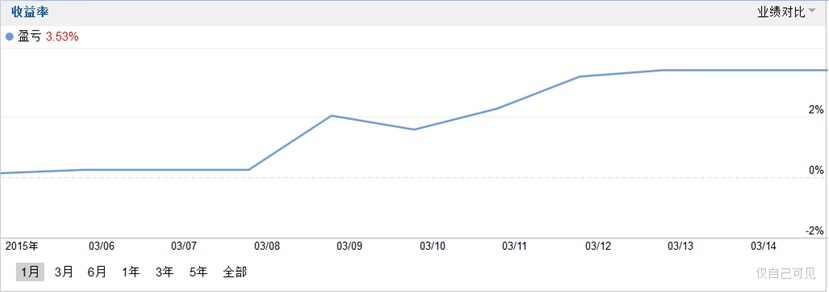 收益率 业绩对比
盈亏 3.53%
2%
0%
-2%
2015年 03/06 03/07 03/08 03/09 03/10 03/11 03/12 03/13 03/14
1月 3月 6月 1年 3年 5年 全部 仅自己可见